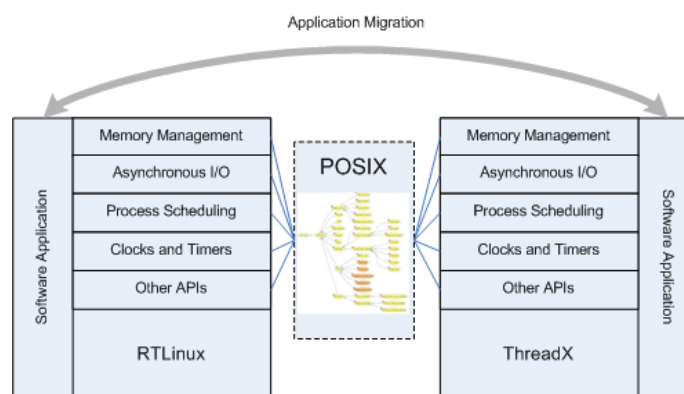 Application Migration
Software Application
Memory Management
Asynchronous I/O
Process Scheduling
Clocks and Timers
Other APIs
RTLinux
POSIX
Memory Management
Asynchronous I/O
Process Scheduling
Clocks and Timers
Other APIs
ThreadX
Software Application